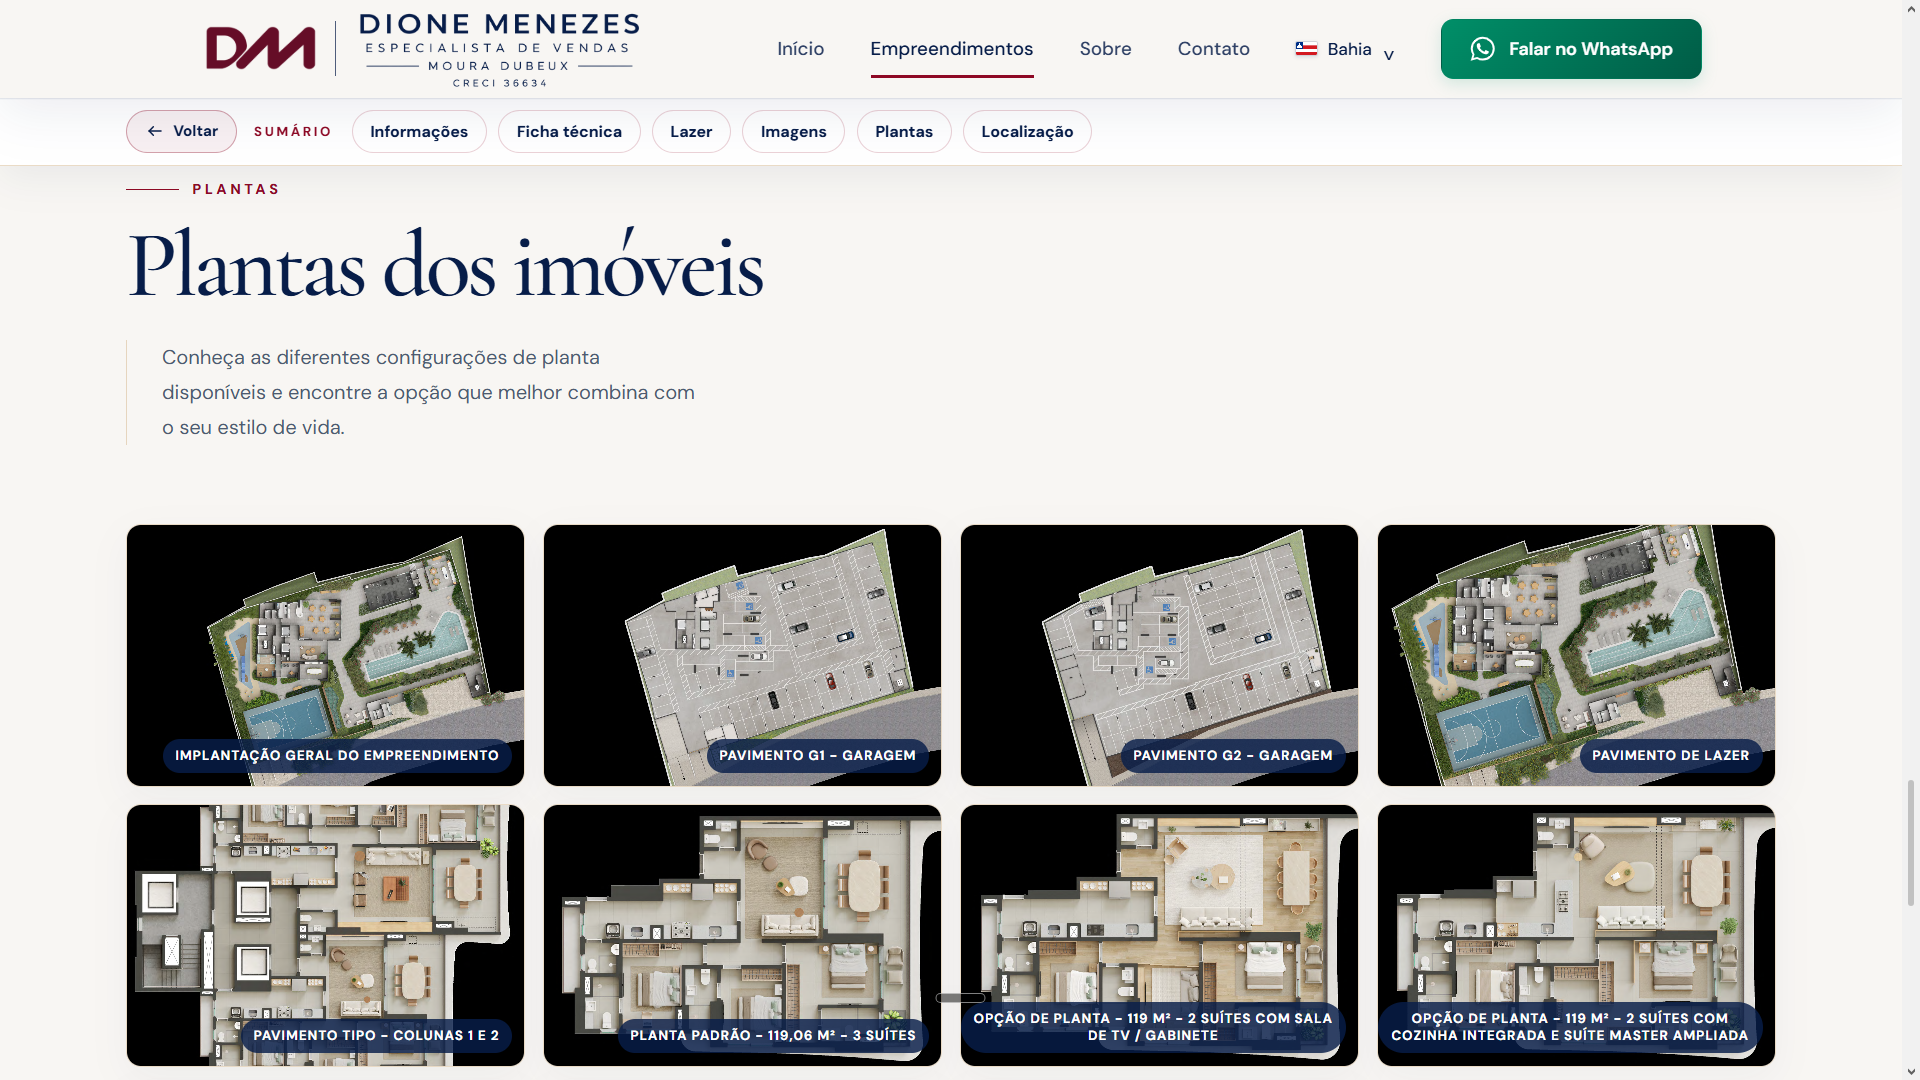 DM
DIONE MENEZES
ESPECIALISTA DE VENDAS
MOURA DUBEUX
CRECI 36634
Início
Empreendimentos
Sobre
Contato
Bahia
Falar no WhatsApp
← Voltar
SUMÁRIO
Informações
Ficha técnica
Lazer
Imagens
Plantas
Localização
PLANTAS
Plantas dos imóveis
Conheça as diferentes configurações de planta
disponíveis e encontre a opção que melhor combina com
o seu estilo de vida.
IMPLANTAÇÃO GERAL DO EMPREENDIMENTO
PAVIMENTO G1 - GARAGEM
PAVIMENTO G2 - GARAGEM
PAVIMENTO DE LAZER
PAVIMENTO TIPO - COLUNAS 1 E 2
PLANTA PADRÃO - 119,06 M² - 3 SUÍTES
OPÇÃO DE PLANTA - 119 M² - 2 SUÍTES COM SALA
DE TV / GABINETE
OPÇÃO DE PLANTA - 119 M² - 2 SUÍTES COM
COZINHA INTEGRADA E SUÍTE MASTER AMPLIADA